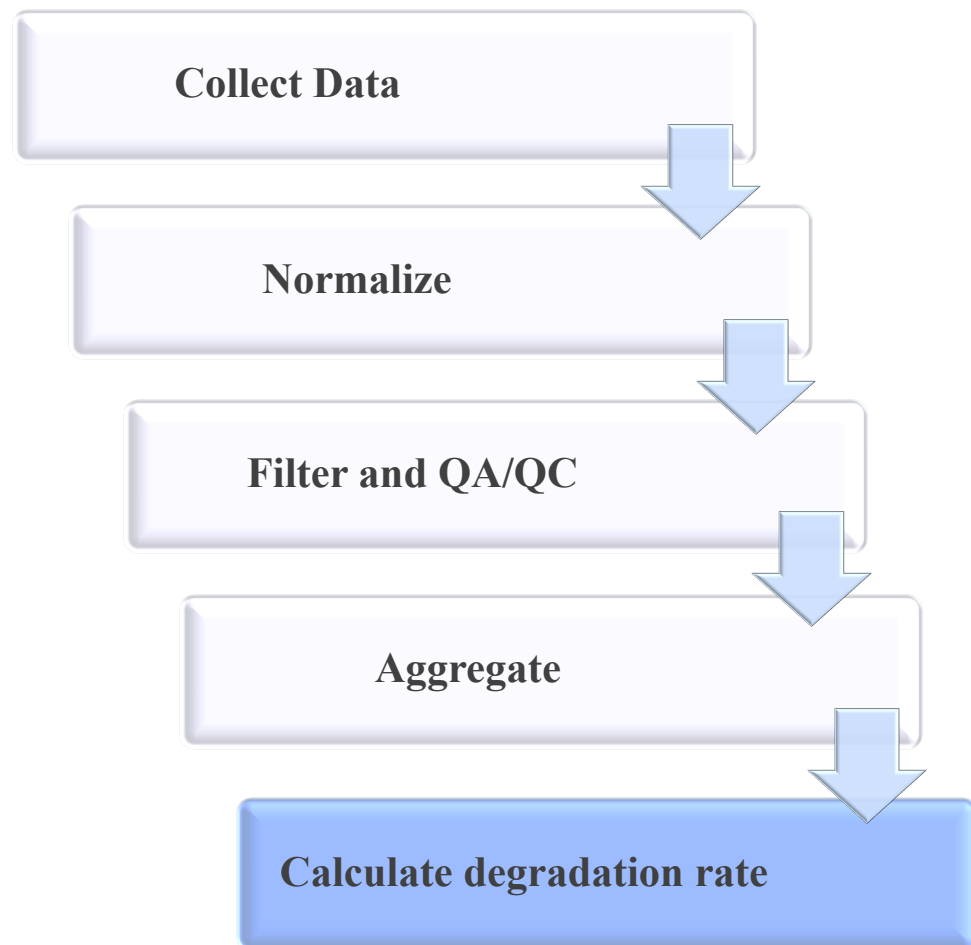 Collect Data
Normalize
Filter and QA/QC
Aggregate
Calculate degradation rate